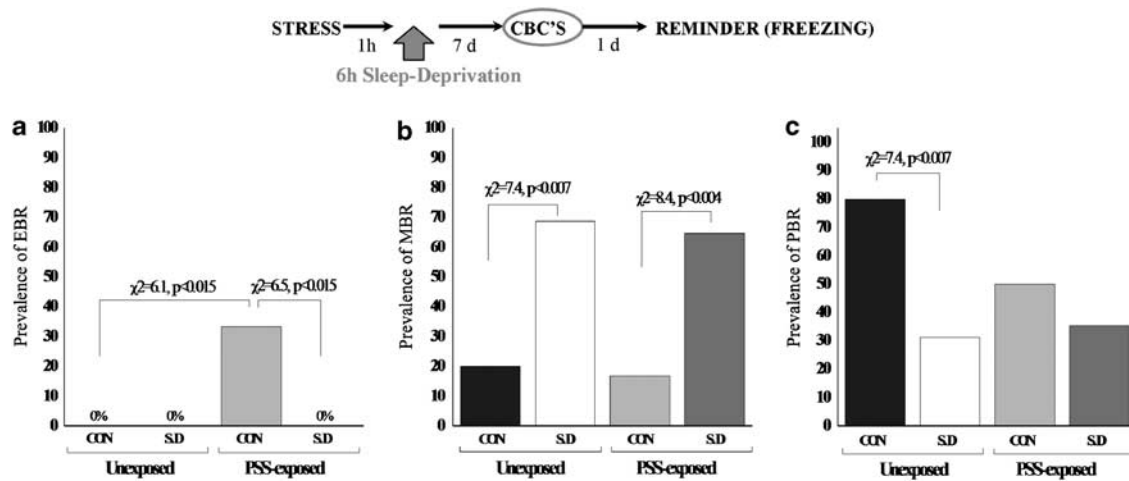 STRESS 1h 7 d CBC'S 1 d REMINDER (FREEZING)
6h Sleep-Deprivation
a
Prevalence of EBR
100
90
80
70
60
50
40
30
20
10
0
χ2=6.1, p<0.015
χ2=6.5, p<0.015
0%
0%
0%
CON S.D CON S.D
Unexposed PSS-exposed
b
Prevalence of MBR
100
90
80
70
60
50
40
30
20
10
0
χ2=7.4, p<0.007
χ2=8.4, p<0.004
CON S.D CON S.D
Unexposed PSS-exposed
c
Prevalence of PBR
100
90
80
70
60
50
40
30
20
10
0
χ2=7.4, p<0.007
CON S.D CON S.D
Unexposed PSS-exposed